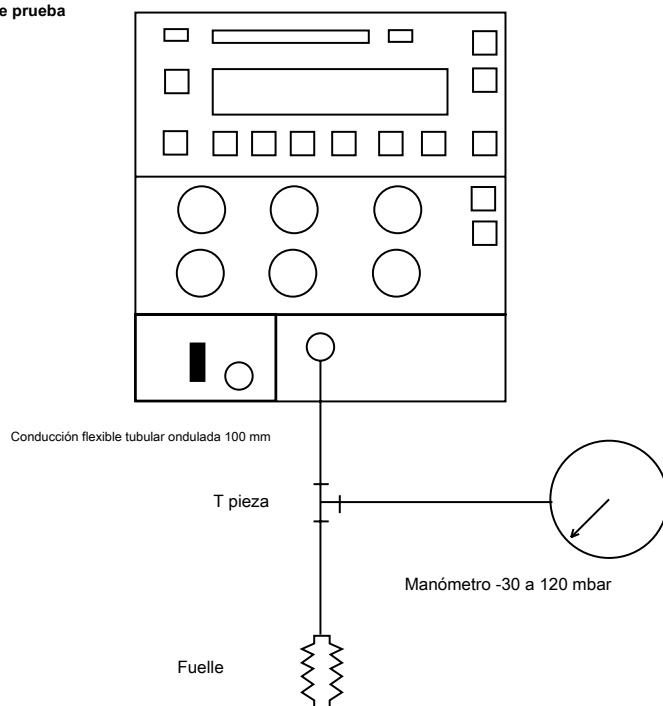 e prueba
Conducción flexible tubular ondulada 100 mm
T pieza
Manómetro -30 a 120 mbar
Fuelle